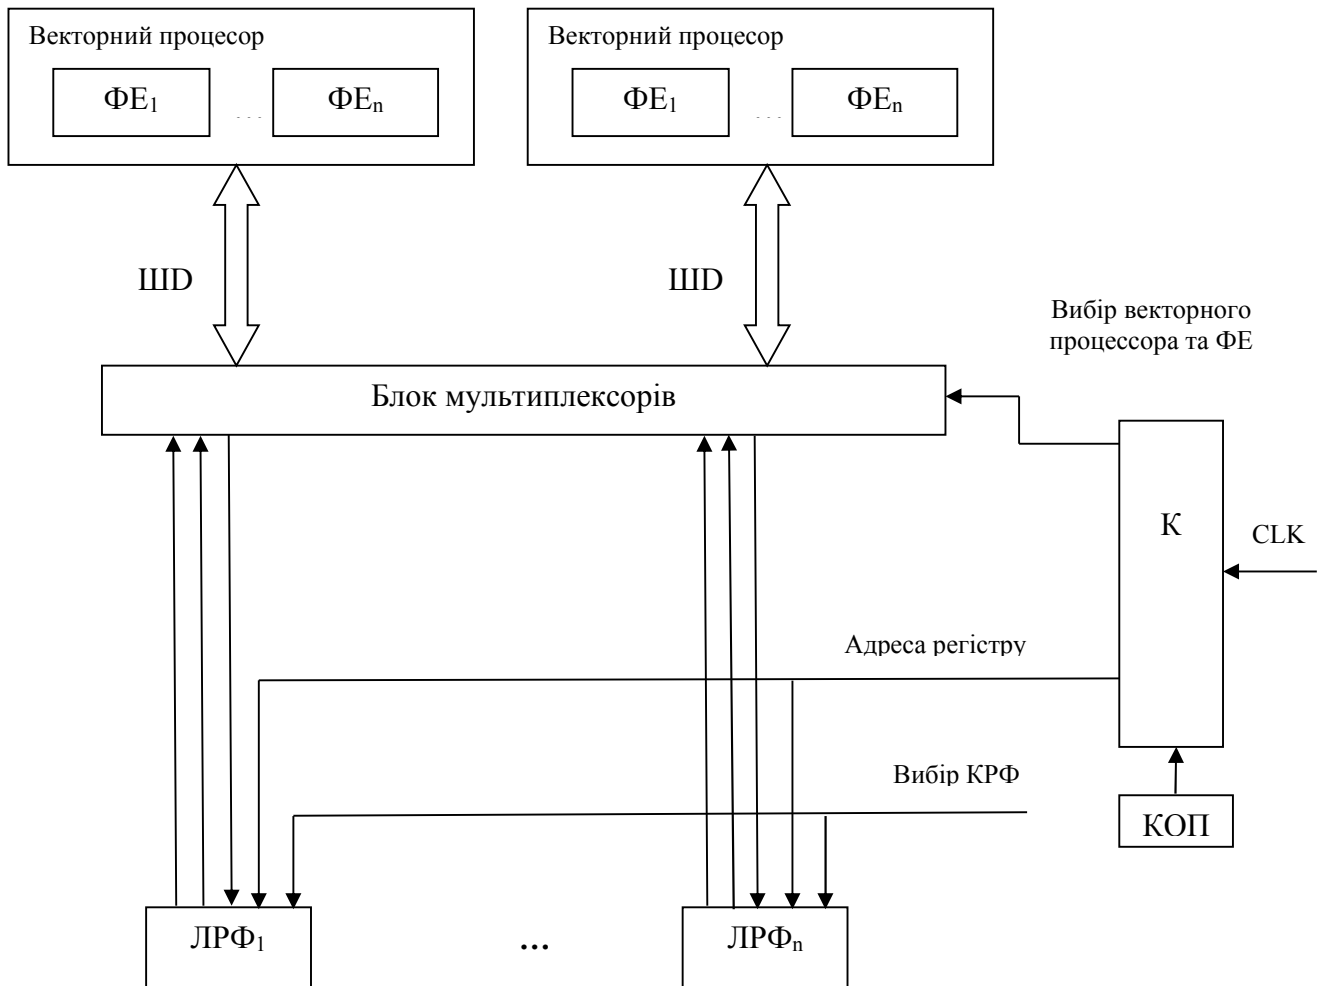 Векторний процесор
ФЕ1
...
ФЕn
Векторний процесор
ФЕ1
...
ФЕn
ШD
ШD
Вибір векторного
процессора та ФЕ
Блок мультиплексорів
К
CLK
Адреса регістру
Вибір КРФ
КОП
ЛРФ1
...
ЛРФn